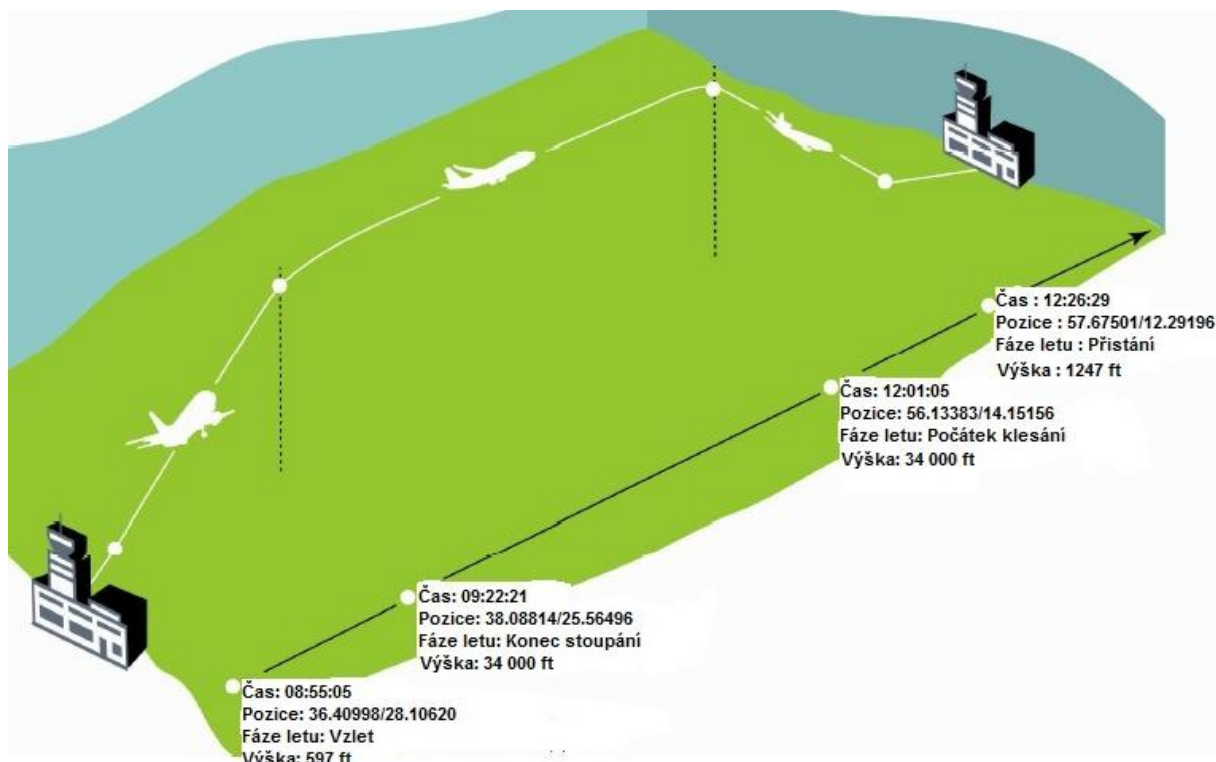 Čas : 12:26:29
Pozice : 57.67501/12.29196
Fáze letu : Přistání
Výška : 1247 ft
Čas: 12:01:05
Pozice: 56.13383/14.15156
Fáze letu: Počátek klesání
Výška: 34 000 ft
Čas: 09:22:21
Pozice: 38.08814/25.56496
Fáze letu: Konec stoupání
Výška: 34 000 ft
Čas: 08:55:05
Pozice: 36.40998/28.10620
Fáze letu: Vzlet
Výška: 597 ft